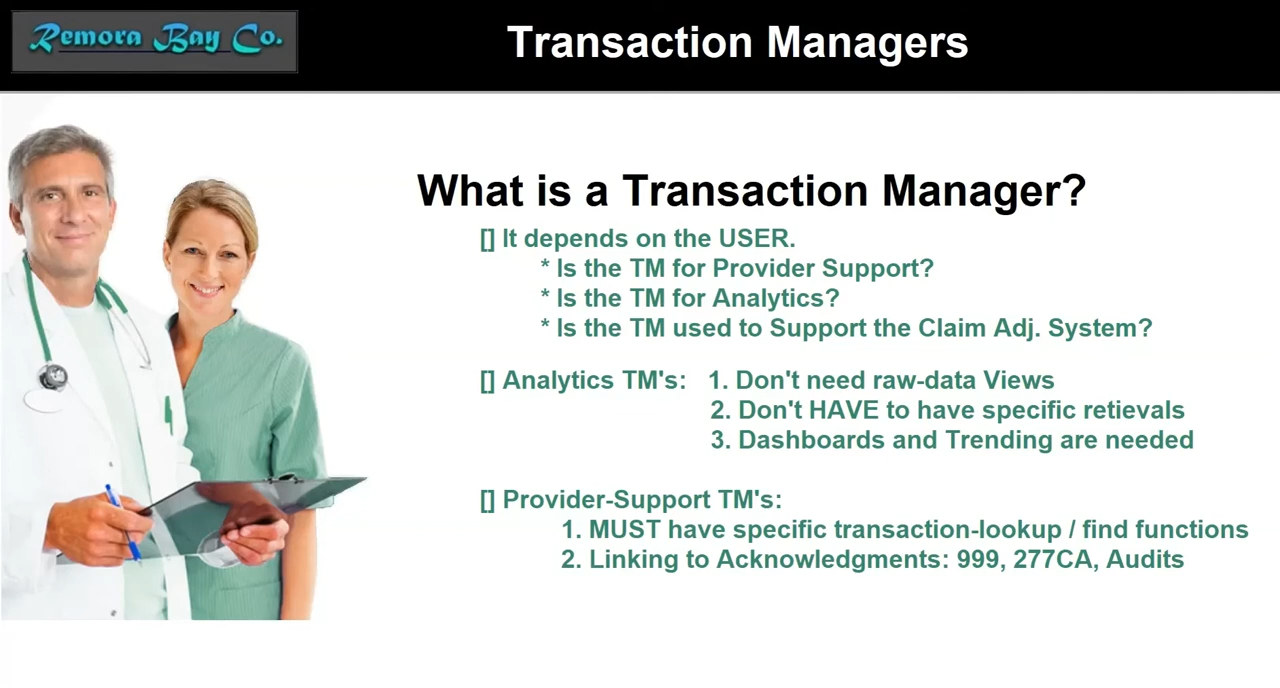 Remora Bay Co.
Transaction Managers
What is a Transaction Manager?
[] It depends on the USER.
* Is the TM for Provider Support?
* Is the TM for Analytics?
* Is the TM used to Support the Claim Adj. System?
[] Analytics TM's: 1. Don't need raw-data Views
2. Don't HAVE to have specific retievals
3. Dashboards and Trending are needed
[] Provider-Support TM's:
1. MUST have specific transaction-lookup / find functions
2. Linking to Acknowledgments: 999, 277CA, Audits